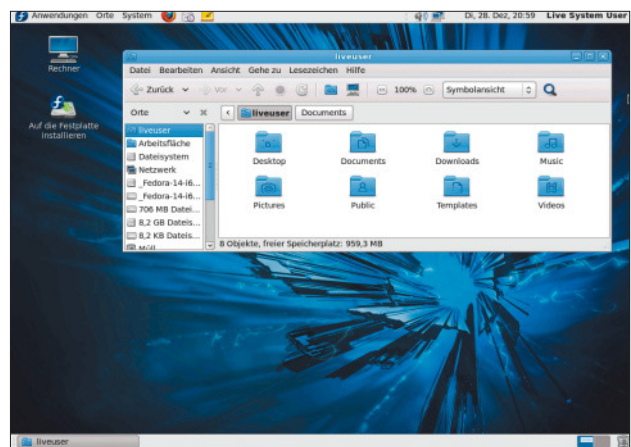 Anwendungen Orte System Di, 28. Dez, 20:59 Live System User
Rechner
Auf die Festplatte
installieren
liveuser
Datei Bearbeiten Ansicht Gehe zu Lesezeichen Hilfe
Zurück Vor 100% Symbolansicht
Orte liveuser Documents
liveuser
Arbeitsfläche
Dateisystem
Netzwerk
_Fedora-14-i6...
_Fedora-14-i6...
706 MB Datei...
8,2 GB Dateis...
8,2 KB Dateis...
Müll
Desktop Documents Downloads Music
Pictures Public Templates Videos
8 Objekte, freier Speicherplatz: 959,3 MB
liveuser